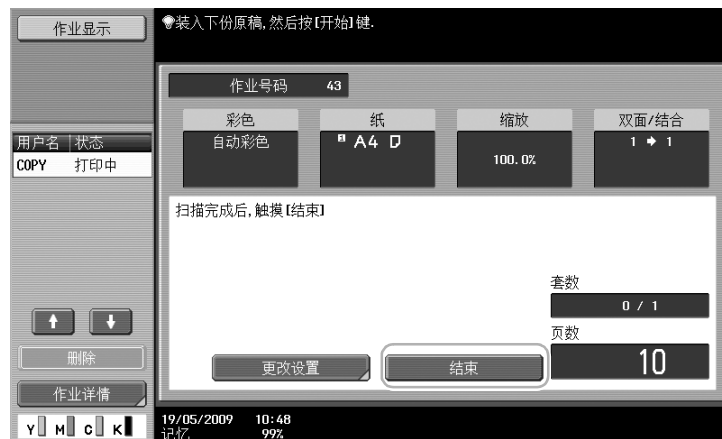 作业显示
装入下份原稿,然后按[开始]键.
作业号码 43
彩色 纸 缩放 双面/结合
自动彩色 1 A4 100.0% 1 → 1
用户名 状态
COPY 打印中
扫描完成后,触摸[结束]
套数
0 / 1
页数
10
更改设置 结束
删除
作业详情
Y M C K
19/05/2009 10:48
记忆 99%